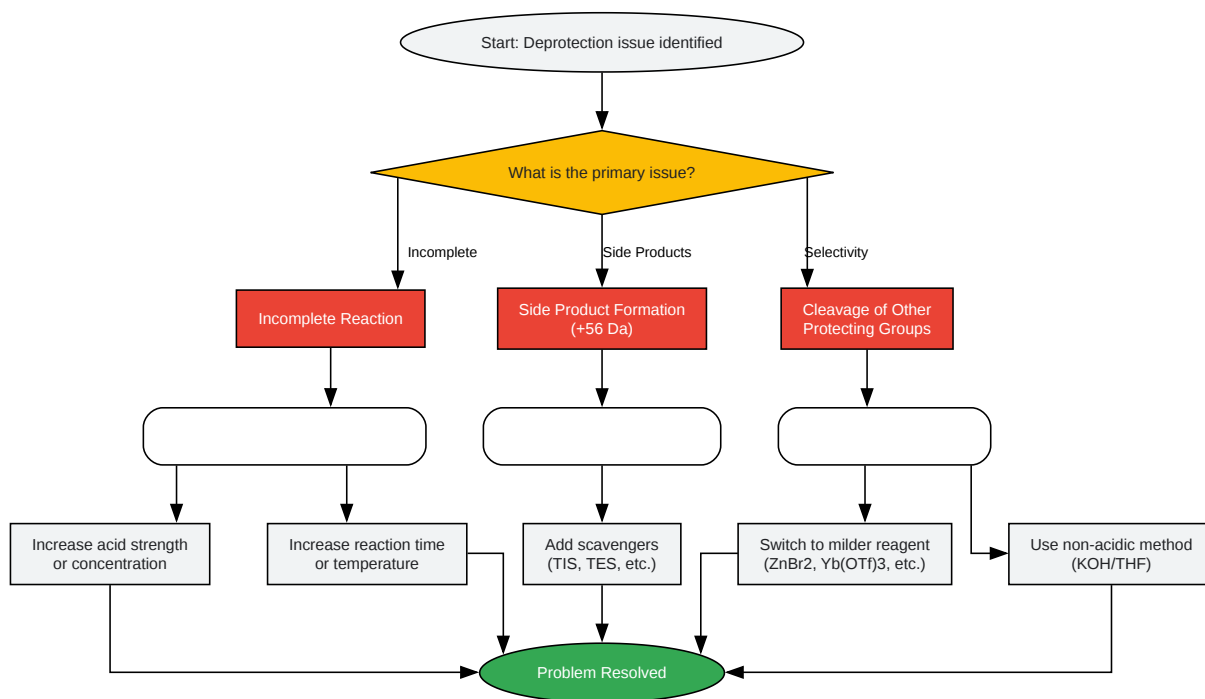 Start: Deprotection issue identified
What is the primary issue?
Incomplete
Side Products
Selectivity
Incomplete Reaction
Side Product Formation
(+56 Da)
Cleavage of Other
Protecting Groups
Increase acid strength
or concentration
Increase reaction time
or temperature
Add scavengers
(TIS, TES, etc.)
Switch to milder reagent
(ZnBr2, Yb(OTf)3, etc.)
Use non-acidic method
(KOH/THF)
Problem Resolved